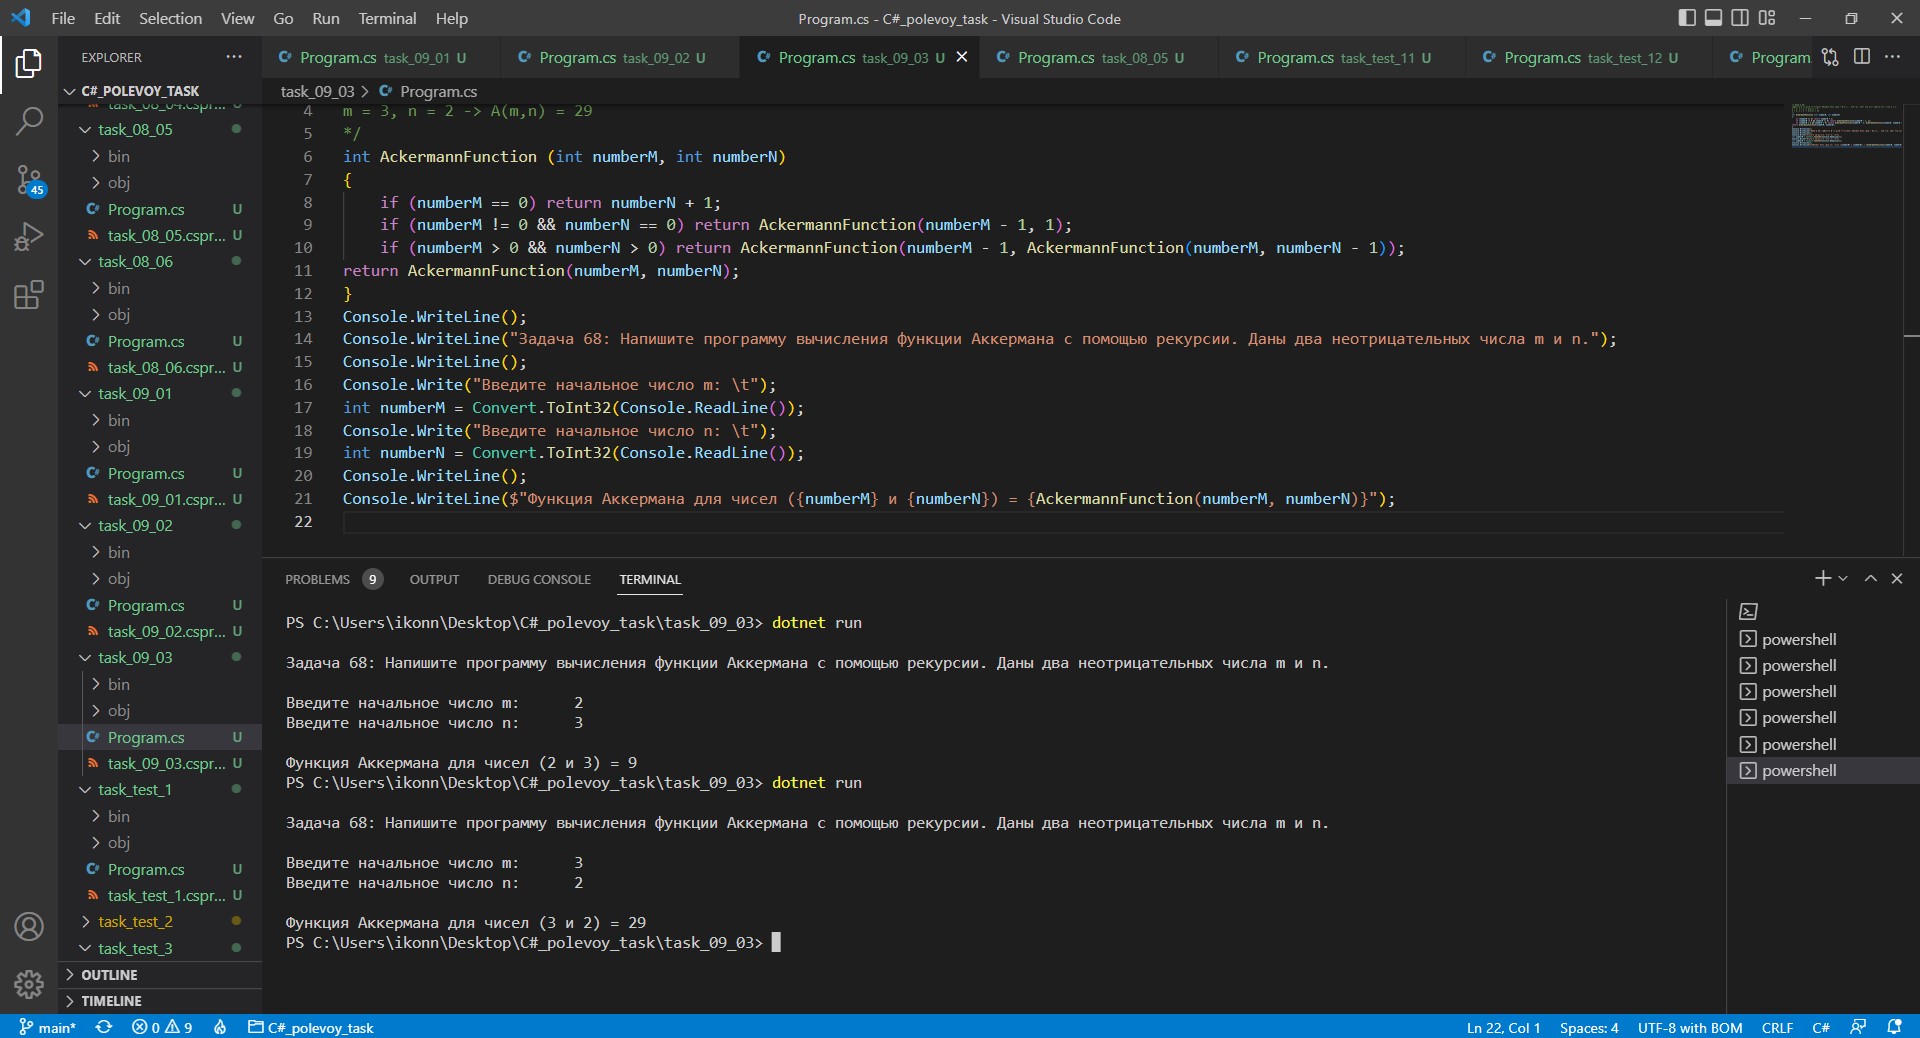 File Edit Selection View Go Run Terminal Help
Program.cs - C#_polevoy_task - Visual Studio Code
EXPLORER
C#_POLEVOY_TASK
task_08_04.cspr... U
task_08_05
bin
obj
Program.cs U
task_08_05.cspr... U
task_08_06
bin
obj
Program.cs U
task_08_06.cspr... U
task_09_01
bin
obj
Program.cs U
task_09_01.cspr... U
task_09_02
bin
obj
Program.cs U
task_09_02.cspr... U
task_09_03
bin
obj
Program.cs U
task_09_03.cspr... U
task_test_1
bin
obj
Program.cs U
task_test_1.cspr... U
task_test_2
task_test_3
OUTLINE
TIMELINE
45
Program.cs task_09_01 U
Program.cs task_09_02 U
Program.cs task_09_03 U
Program.cs task_08_05 U
Program.cs task_test_11 U
Program.cs task_test_12 U
Program.
task_09_03 > Program.cs
4 m = 3, n = 2 -> A(m,n) = 29
5 */
6 int AckermannFunction (int numberM, int numberN)
7 {
8 if (numberM == 0) return numberN + 1;
9 if (numberM != 0 && numberN == 0) return AckermannFunction(numberM - 1, 1);
10 if (numberM > 0 && numberN > 0) return AckermannFunction(numberM - 1, AckermannFunction(numberM, numberN - 1));
11 return AckermannFunction(numberM, numberN);
12 }
13 Console.WriteLine();
14 Console.WriteLine("Задача 68: Напишите программу вычисления функции Аккермана с помощью рекурсии. Даны два неотрицательных числа m и n.");
15 Console.WriteLine();
16 Console.Write("Введите начальное число m: \t");
17 int numberM = Convert.ToInt32(Console.ReadLine());
18 Console.Write("Введите начальное число n: \t");
19 int numberN = Convert.ToInt32(Console.ReadLine());
20 Console.WriteLine();
21 Console.WriteLine($"Функция Аккермана для чисел ({numberM} и {numberN}) = {AckermannFunction(numberM, numberN)}");
22
PROBLEMS 9 OUTPUT DEBUG CONSOLE TERMINAL
PS C:\Users\ikonn\Desktop\C#_polevoy_task\task_09_03> dotnet run
Задача 68: Напишите программу вычисления функции Аккермана с помощью рекурсии. Даны два неотрицательных числа m и n.
Введите начальное число m: 2
Введите начальное число n: 3
Функция Аккермана для чисел (2 и 3) = 9
PS C:\Users\ikonn\Desktop\C#_polevoy_task\task_09_03> dotnet run
Задача 68: Напишите программу вычисления функции Аккермана с помощью рекурсии. Даны два неотрицательных числа m и n.
Введите начальное число m: 3
Введите начальное число n: 2
Функция Аккермана для чисел (3 и 2) = 29
PS C:\Users\ikonn\Desktop\C#_polevoy_task\task_09_03>
powershell
powershell
powershell
powershell
powershell
powershell
main* 0 9 C#_polevoy_task
Ln 22, Col 1 Spaces: 4 UTF-8 with BOM CRLF C#